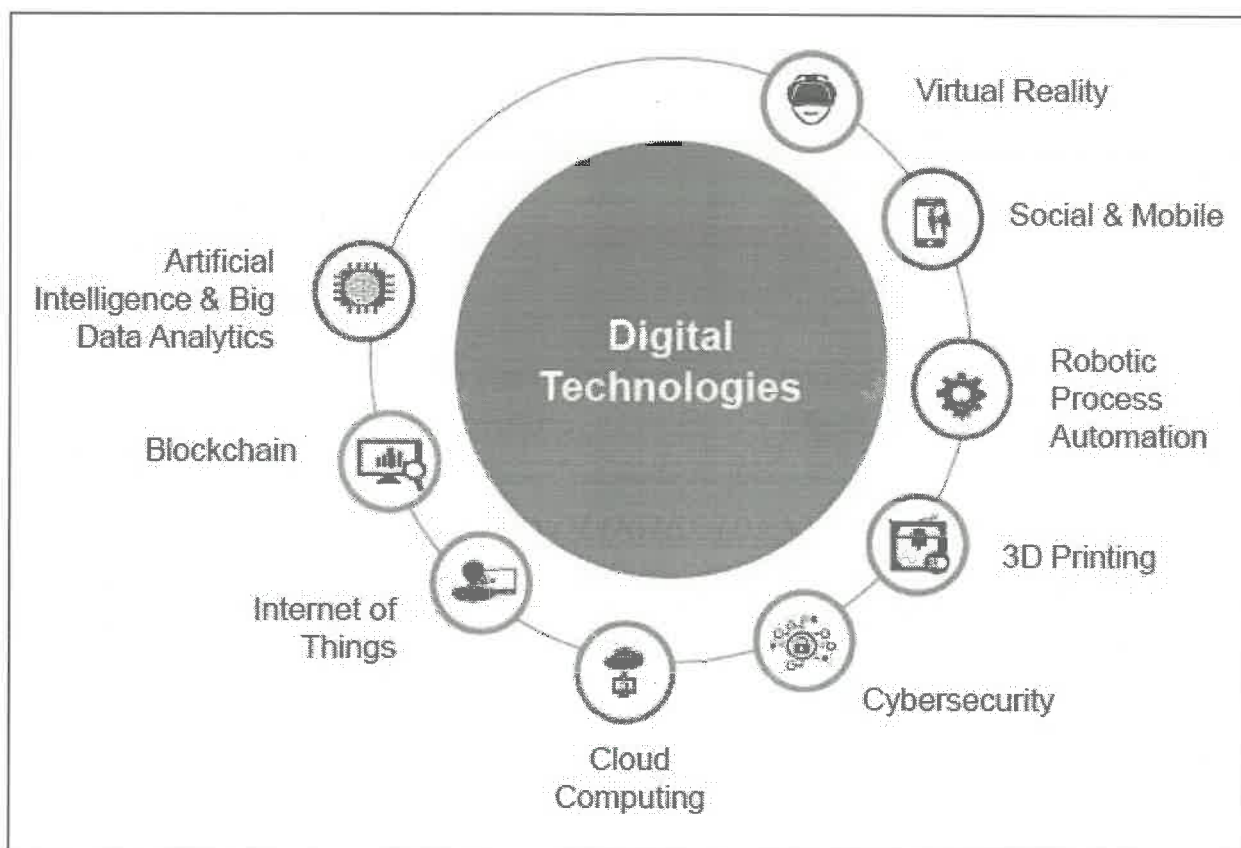 Virtual Reality
Social & Mobile
Robotic
Process
Automation
3D Printing
Cybersecurity
Cloud
Computing
Internet of
Things
Blockchain
Artificial
Intelligence & Big
Data Analytics
Digital
Technologies